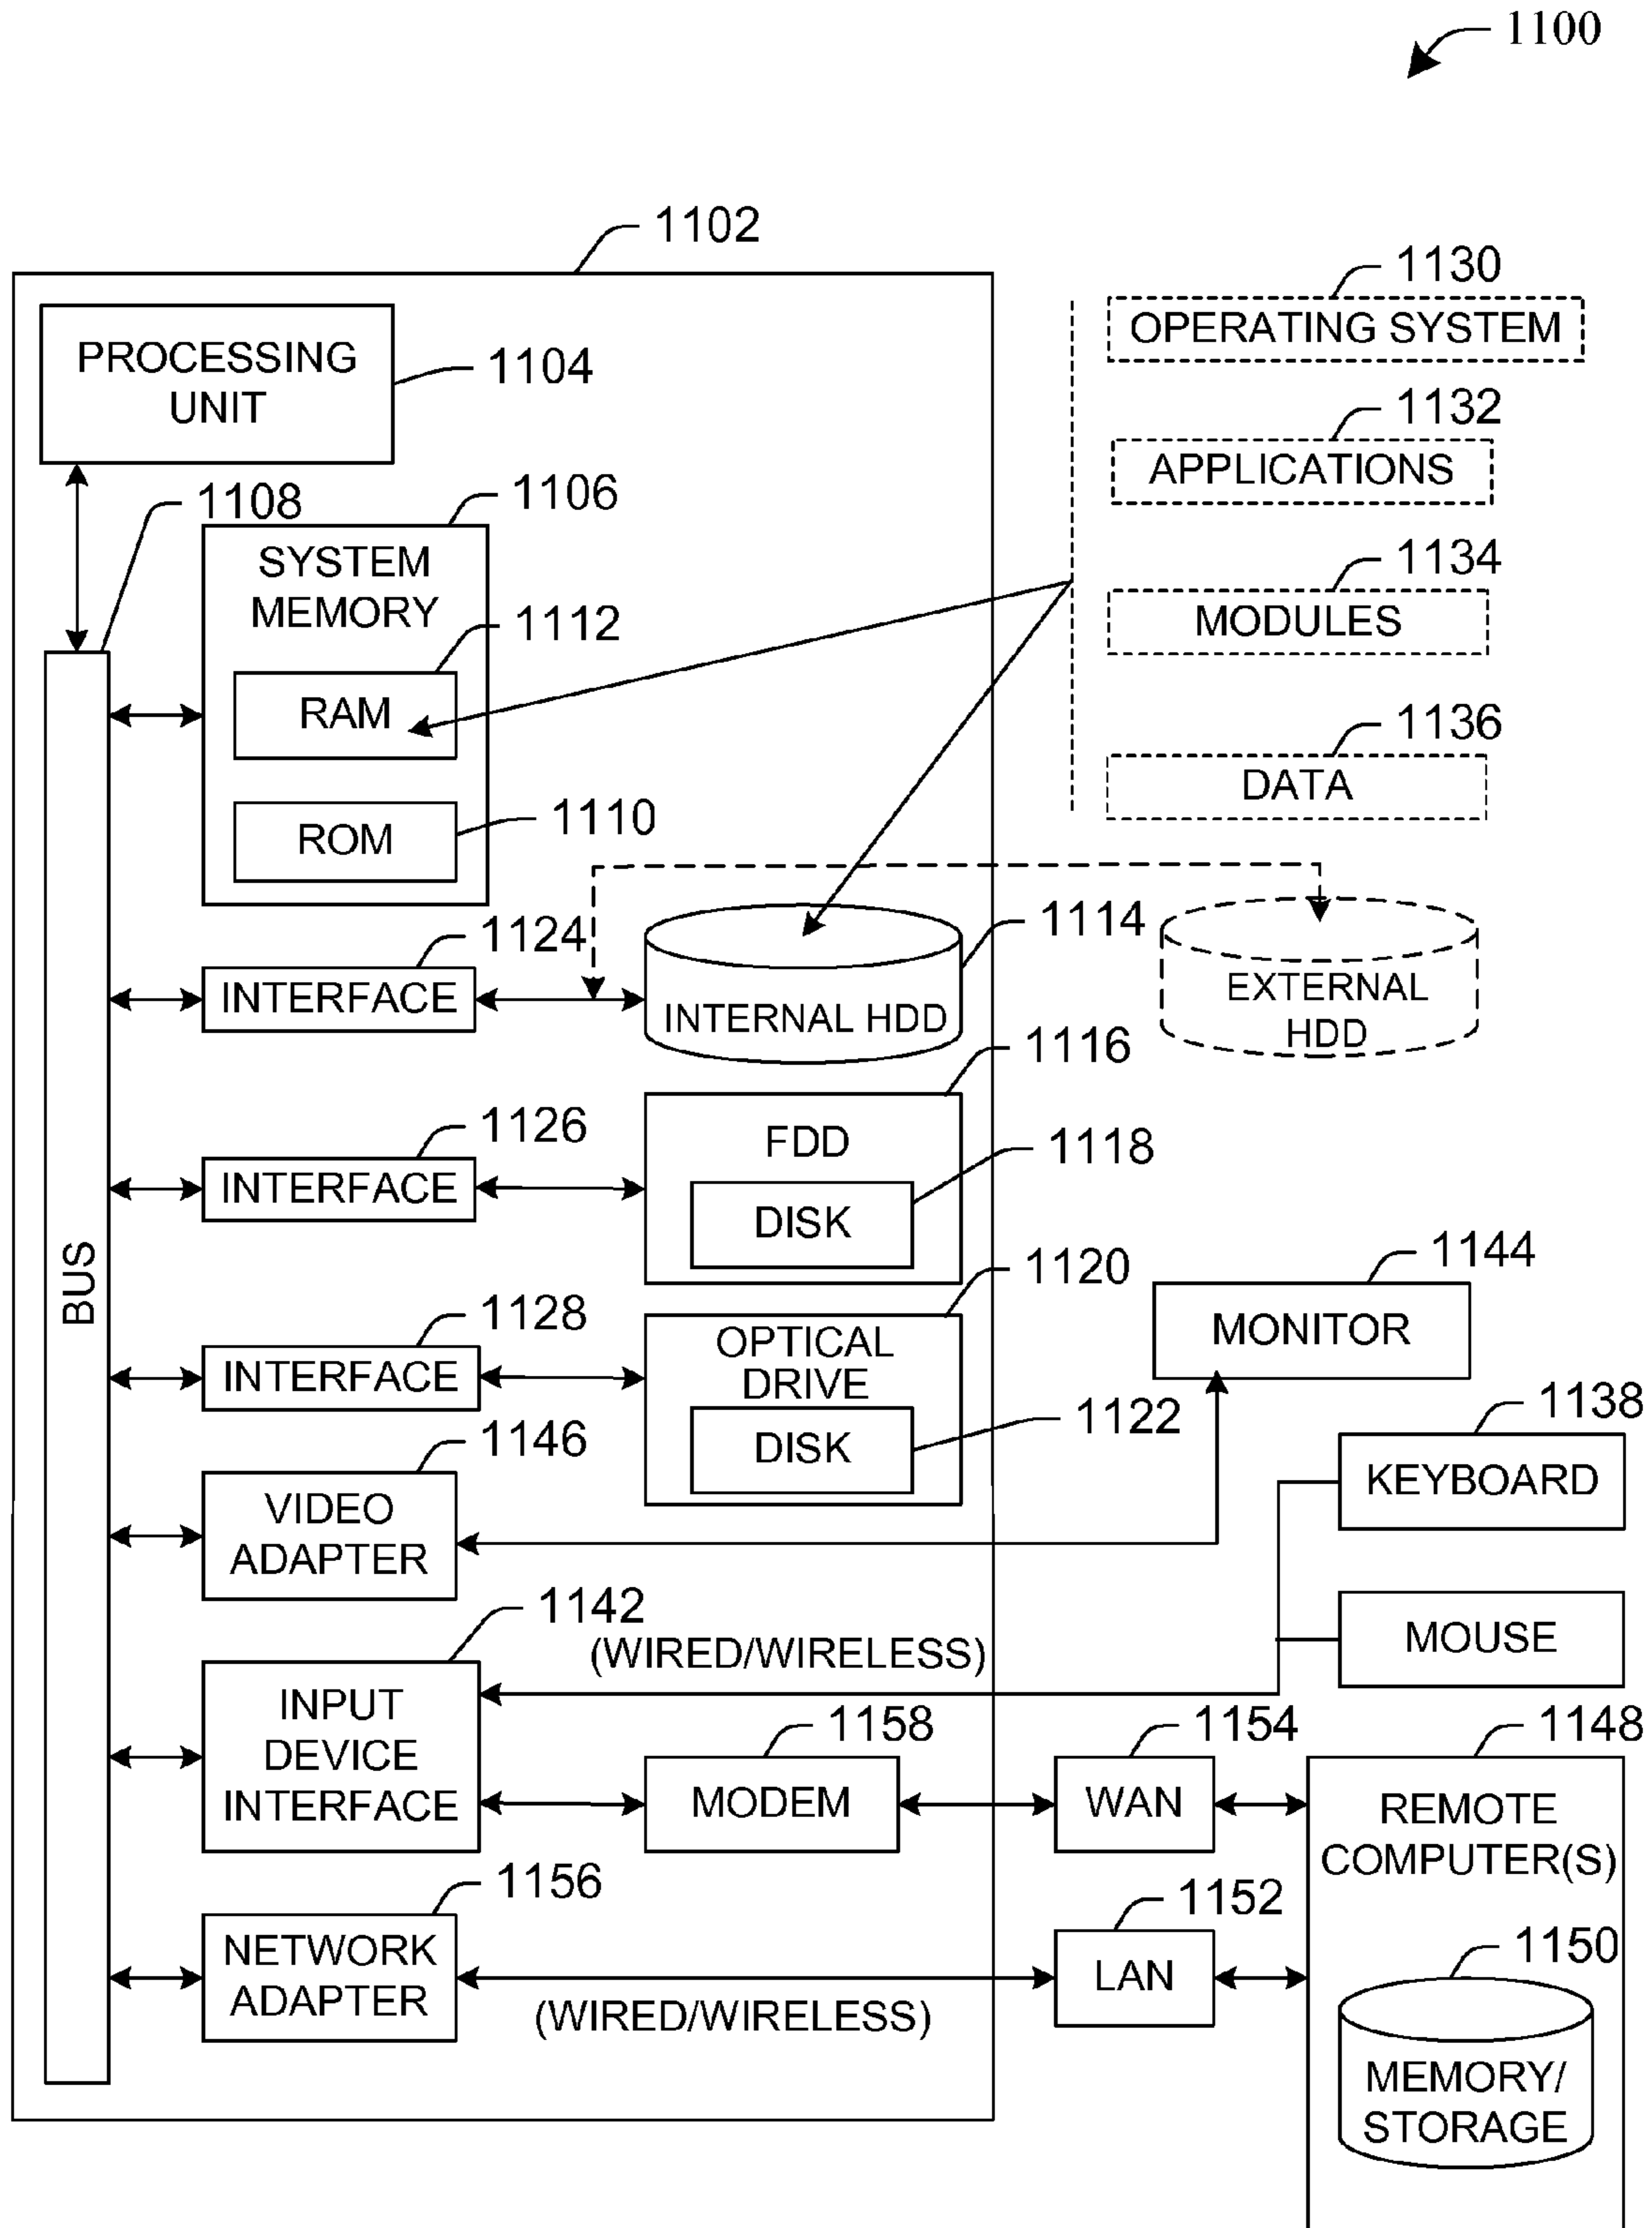 1100
1102
1130
OPERATING SYSTEM
PROCESSING
UNIT
1104
1132
APPLICATIONS
1108
1106
SYSTEM
MEMORY
1134
MODULES
1112
RAM
1136
DATA
1110
ROM
1124
INTERFACE
1114
INTERNAL HDD
EXTERNAL
HDD
1116
FDD
1126
INTERFACE
1118
DISK
BUS
1120
OPTICAL
DRIVE
1144
MONITOR
1128
INTERFACE
1122
DISK
1138
KEYBOARD
1146
VIDEO
ADAPTER
1142
(WIRED/WIRELESS)
MOUSE
INPUT
DEVICE
INTERFACE
1158
MODEM
1154
WAN
1148
REMOTE
COMPUTER(S)
1156
NETWORK
ADAPTER
(WIRED/WIRELESS)
1152
LAN
1150
MEMORY/
STORAGE